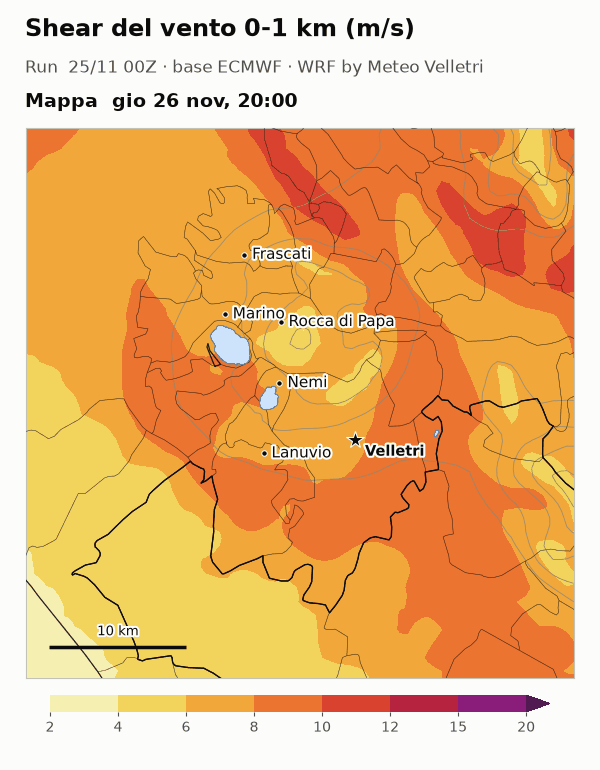 Shear del vento 0-1 km (m/s)
Run  25/11 00Z · base ECMWF · WRF by Meteo Velletri
Mappa  gio 26 nov, 20:00
Frascati
Marino
Rocca di Papa
Nemi
Velletri
Lanuvio
10 km
2 4 6 8 10 12 15 20